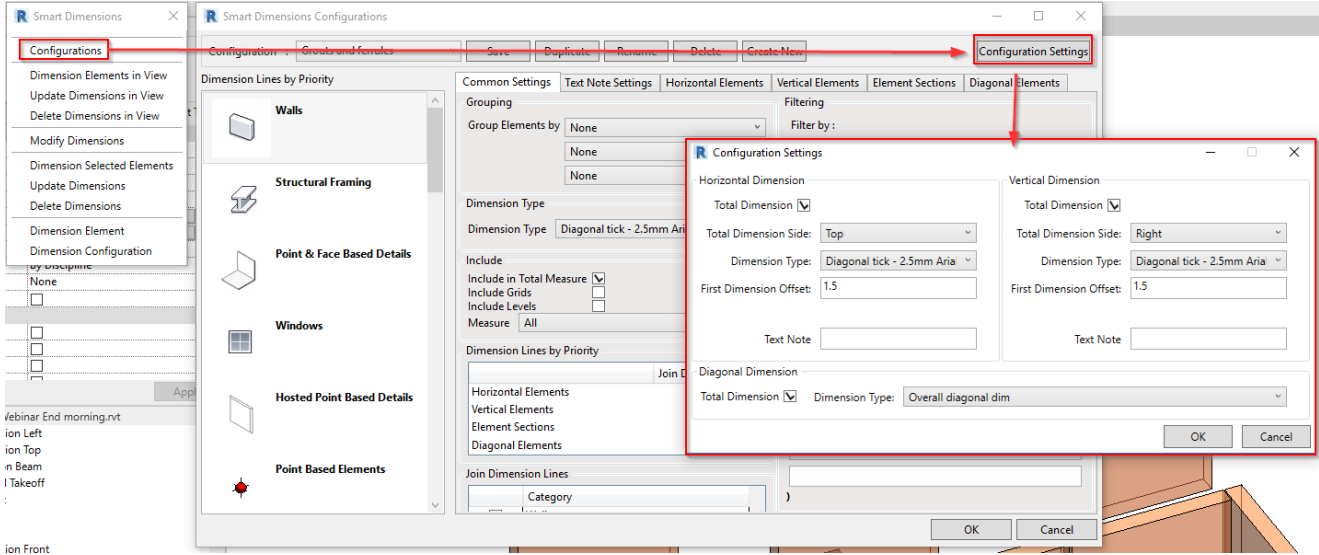 Smart Dimensions
Configurations
Dimension Elements in View
Update Dimensions in View
Delete Dimensions in View
Modify Dimensions
Dimension Selected Elements
Update Dimensions
Delete Dimensions
Dimension Element
Dimension Configuration
By Discipline
None
Appl
Webinar End morning.rvt
ion Left
ion Top
n Beam
l Takeoff
ion Front
Smart Dimensions Configurations
Configuration : Grouts and ferrules
Save Duplicate Rename Delete Create New Configuration Settings
Dimension Lines by Priority
Walls
Structural Framing
Point & Face Based Details
Windows
Hosted Point Based Details
Point Based Elements
Common Settings Text Note Settings Horizontal Elements Vertical Elements Element Sections Diagonal Elements
Grouping
Group Elements by None
None
None
Dimension Type
Dimension Type Diagonal tick - 2.5mm Ari
Include
Include in Total Measure
Include Grids
Include Levels
Measure All
Dimension Lines by Priority
Join D
Horizontal Elements
Vertical Elements
Element Sections
Diagonal Elements
Join Dimension Lines
Category
Filtering
Filter by :
)
OK Cancel
Configuration Settings
Horizontal Dimension
Total Dimension
Total Dimension Side: Top
Dimension Type: Diagonal tick - 2.5mm Arial
First Dimension Offset: 1.5
Text Note
Vertical Dimension
Total Dimension
Total Dimension Side: Right
Dimension Type: Diagonal tick - 2.5mm Arial
First Dimension Offset: 1.5
Text Note
Diagonal Dimension
Total Dimension Dimension Type: Overall diagonal dim
OK Cancel